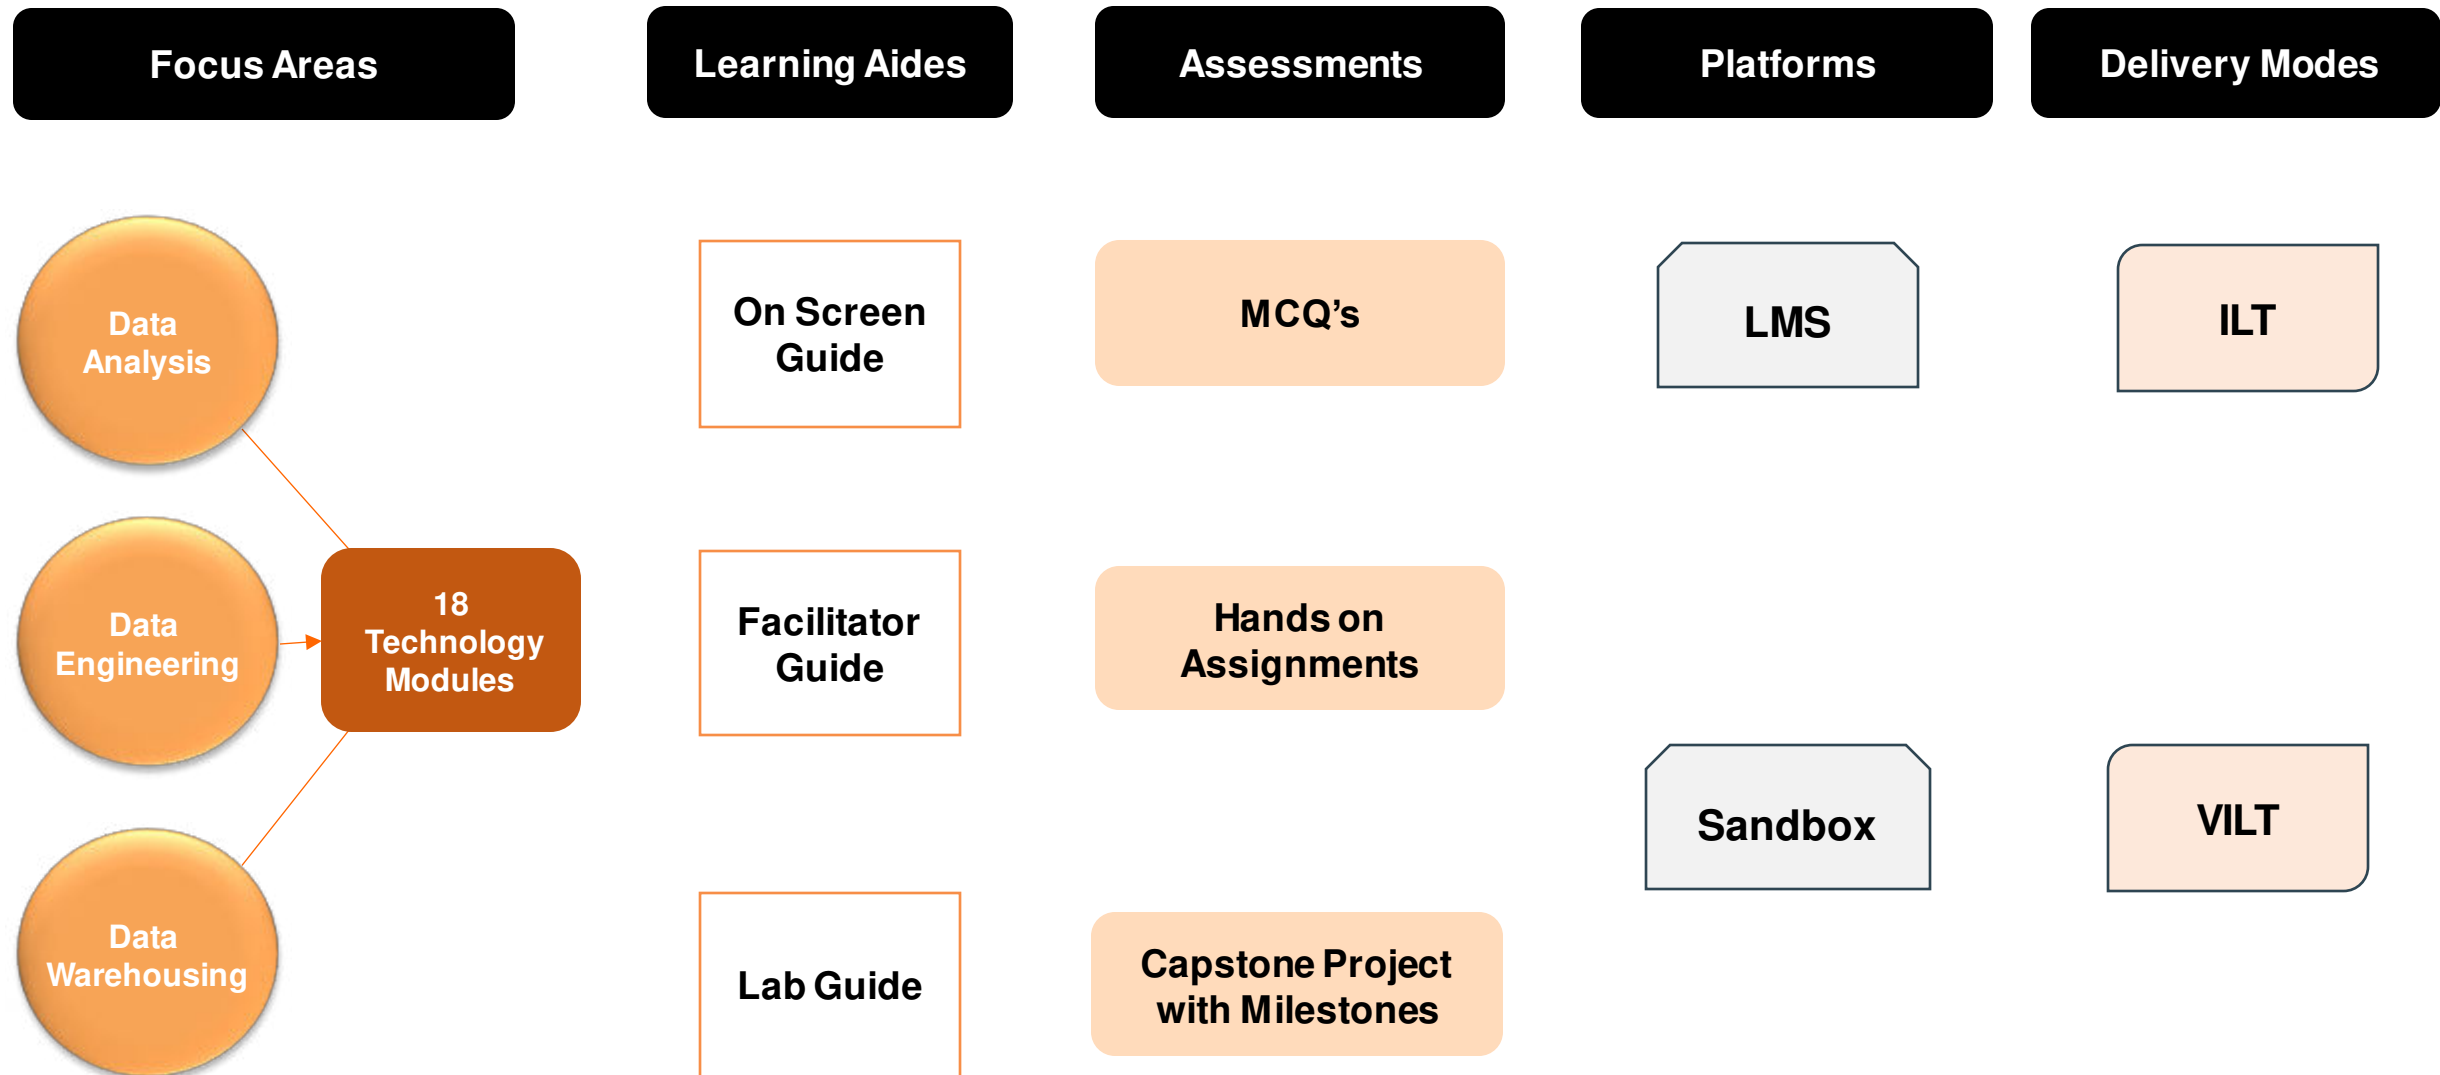 Focus Areas
Learning Aides
Assessments
Platforms
Delivery Modes
Data
Analysis
Data
Engineering
Data
Warehousing
18
Technology
Modules
On Screen
Guide
Facilitator
Guide
Lab Guide
MCQ’s
Hands on
Assignments
Capstone Project
with Milestones
LMS
Sandbox
ILT
VILT